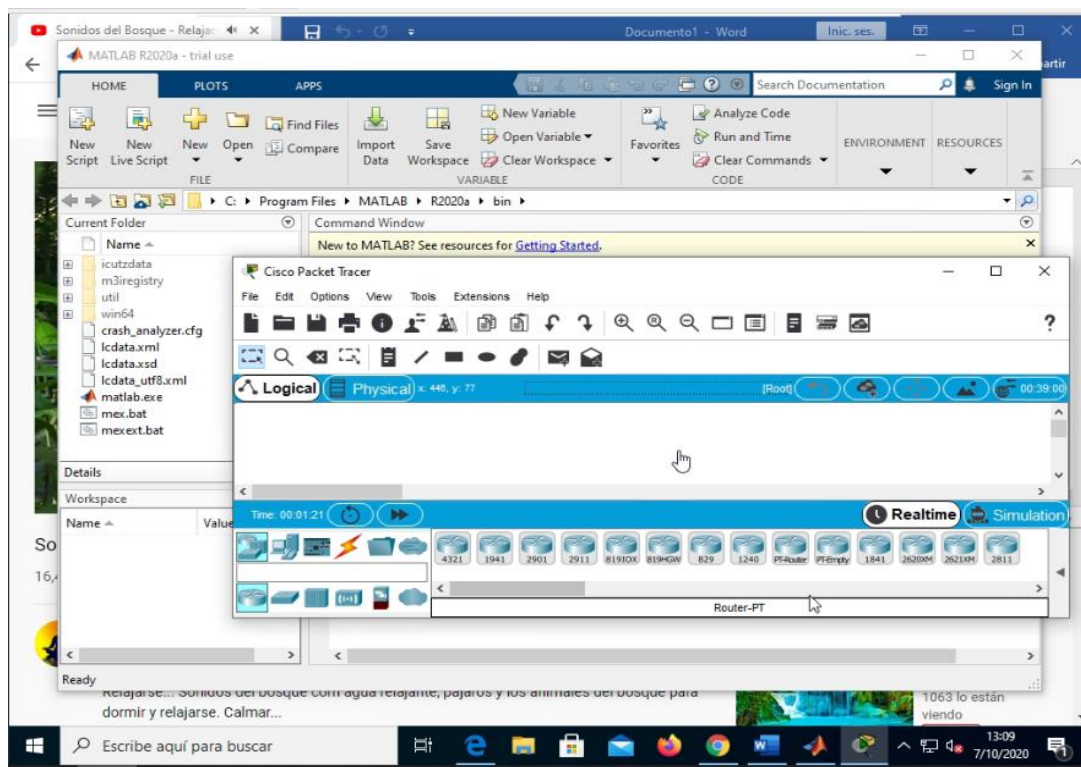 Sonidos del Bosque - Relaja:
Documento1 - Word
Inic. ses.
artir
MATLAB R2020a - trial use
HOME PLOTS APPS
Search Documentation
Sign In
New Script
New Live Script
New
Open
Find Files
Compare
Import Data
Save Workspace
New Variable
Open Variable
Clear Workspace
Favorites
Analyze Code
Run and Time
Clear Commands
ENVIRONMENT
RESOURCES
FILE VARIABLE CODE
C: Program Files MATLAB R2020a bin
Current Folder
Command Window
Name
New to MATLAB? See resources for Getting Started.
icutzdata
m3iregistry
util
win64
crash_analyzer.cfg
lcdata.xml
lcdata.xsd
lcdata_utf8.xml
matlab.exe
mex.bat
mexext.bat
Details
Workspace
Name Value
Cisco Packet Tracer
File Edit Options View Tools Extensions Help
?
Logical Physical x: 446, y: 77 [Root] 00:39:00
Time: 00:01:21 Realtime Simulation
4321 1941 2901 2911 819IOX 819HGW 829 1240 PT-Router PT-Empty 1841 2620XM 2621XM 2811
Router-PT
So
16,
Ready
Relajarse... Sonidos del bosque com agua relajante, pájaros y los animales del bosque para
dormir y relajarse. Calmar...
1063 lo están
viendo
Escribe aquí para buscar
13:09
7/10/2020
1